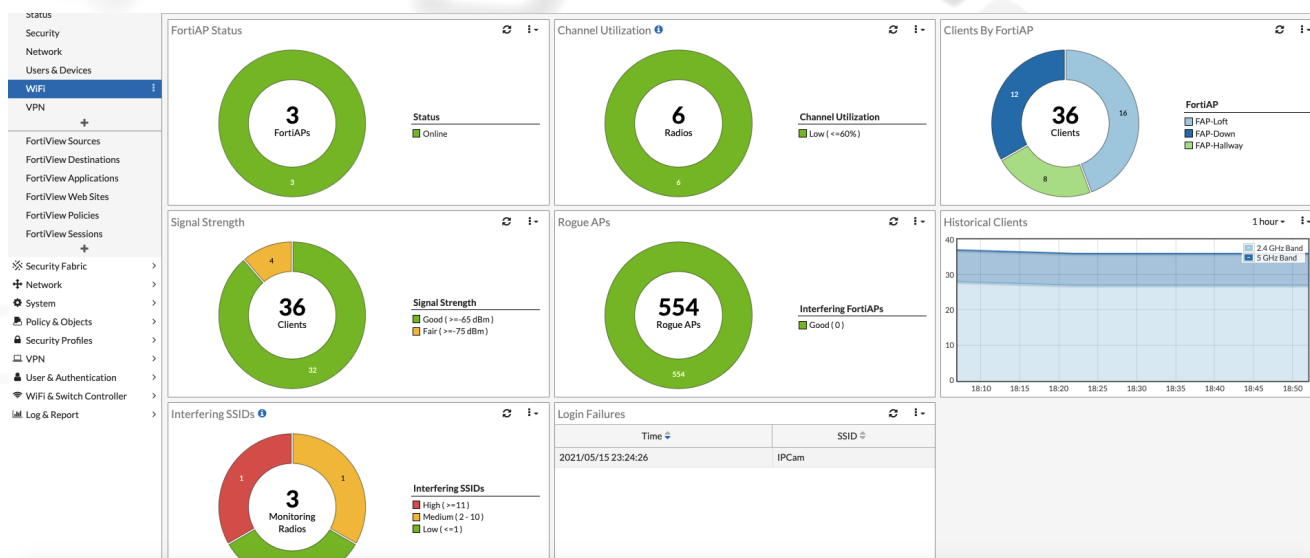 Status
Security
Network
Users & Devices
WiFi
VPN
+
FortiView Sources
FortiView Destinations
FortiView Applications
FortiView Web Sites
FortiView Policies
FortiView Sessions
+
Security Fabric
Network
System
Policy & Objects
Security Profiles
VPN
User & Authentication
WiFi & Switch Controller
Log & Report
FortiAP Status
3
FortiAPs
3
Status
Online
Channel Utilization
6
Radios
6
Channel Utilization
Low ( <=60% )
Clients By FortiAP
12
16
8
36
Clients
FortiAP
FAP-Loft
FAP-Down
FAP-Hallway
Signal Strength
4
36
Clients
32
Signal Strength
Good ( >=-65 dBm )
Fair ( >=-75 dBm )
Rogue APs
554
Rogue APs
554
Interfering FortiAPs
Good ( 0 )
Historical Clients
1 hour
40
30
20
10
0
2.4 GHz Band
5 GHz Band
18:10 18:15 18:20 18:25 18:30 18:35 18:40 18:45 18:50
Interfering SSIDs
1
1
3
Monitoring
Radios
Interfering SSIDs
High ( >=11 )
Medium ( 2 - 10 )
Low ( <=1 )
Login Failures
Time SSID
2021/05/15 23:24:26 IPCam